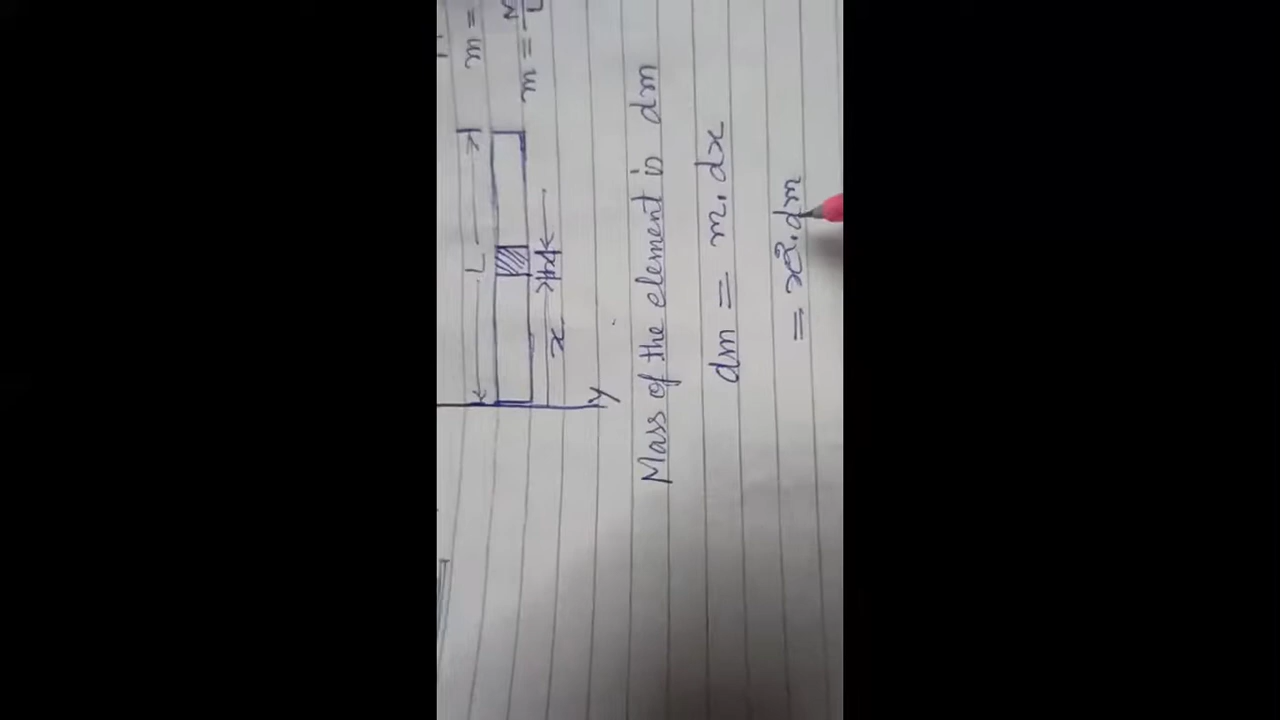 m =
m =
L
x
Y
Mass of the element is dm
dm = m. dx
= x². dm